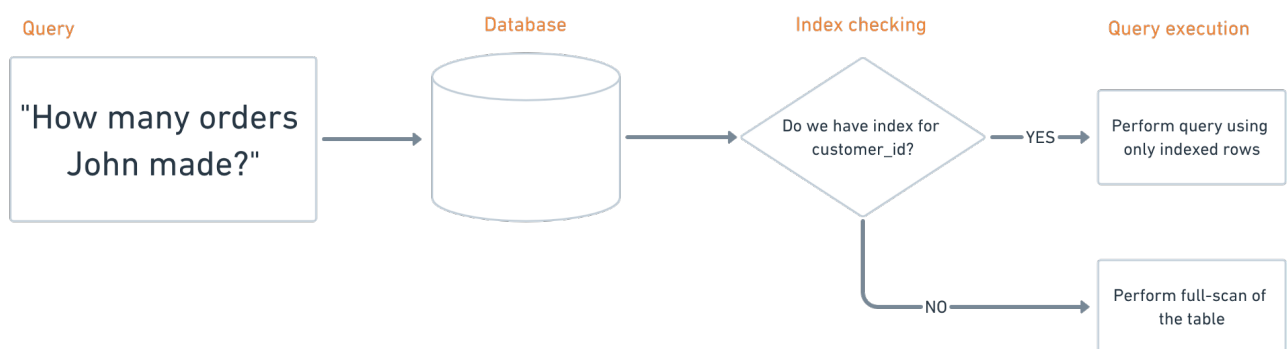 Query
Database
Index checking
Query execution
"How many orders
John made?"
Do we have index for
customer_id?
YES
Perform query using
only indexed rows
NO
Perform full-scan of
the table